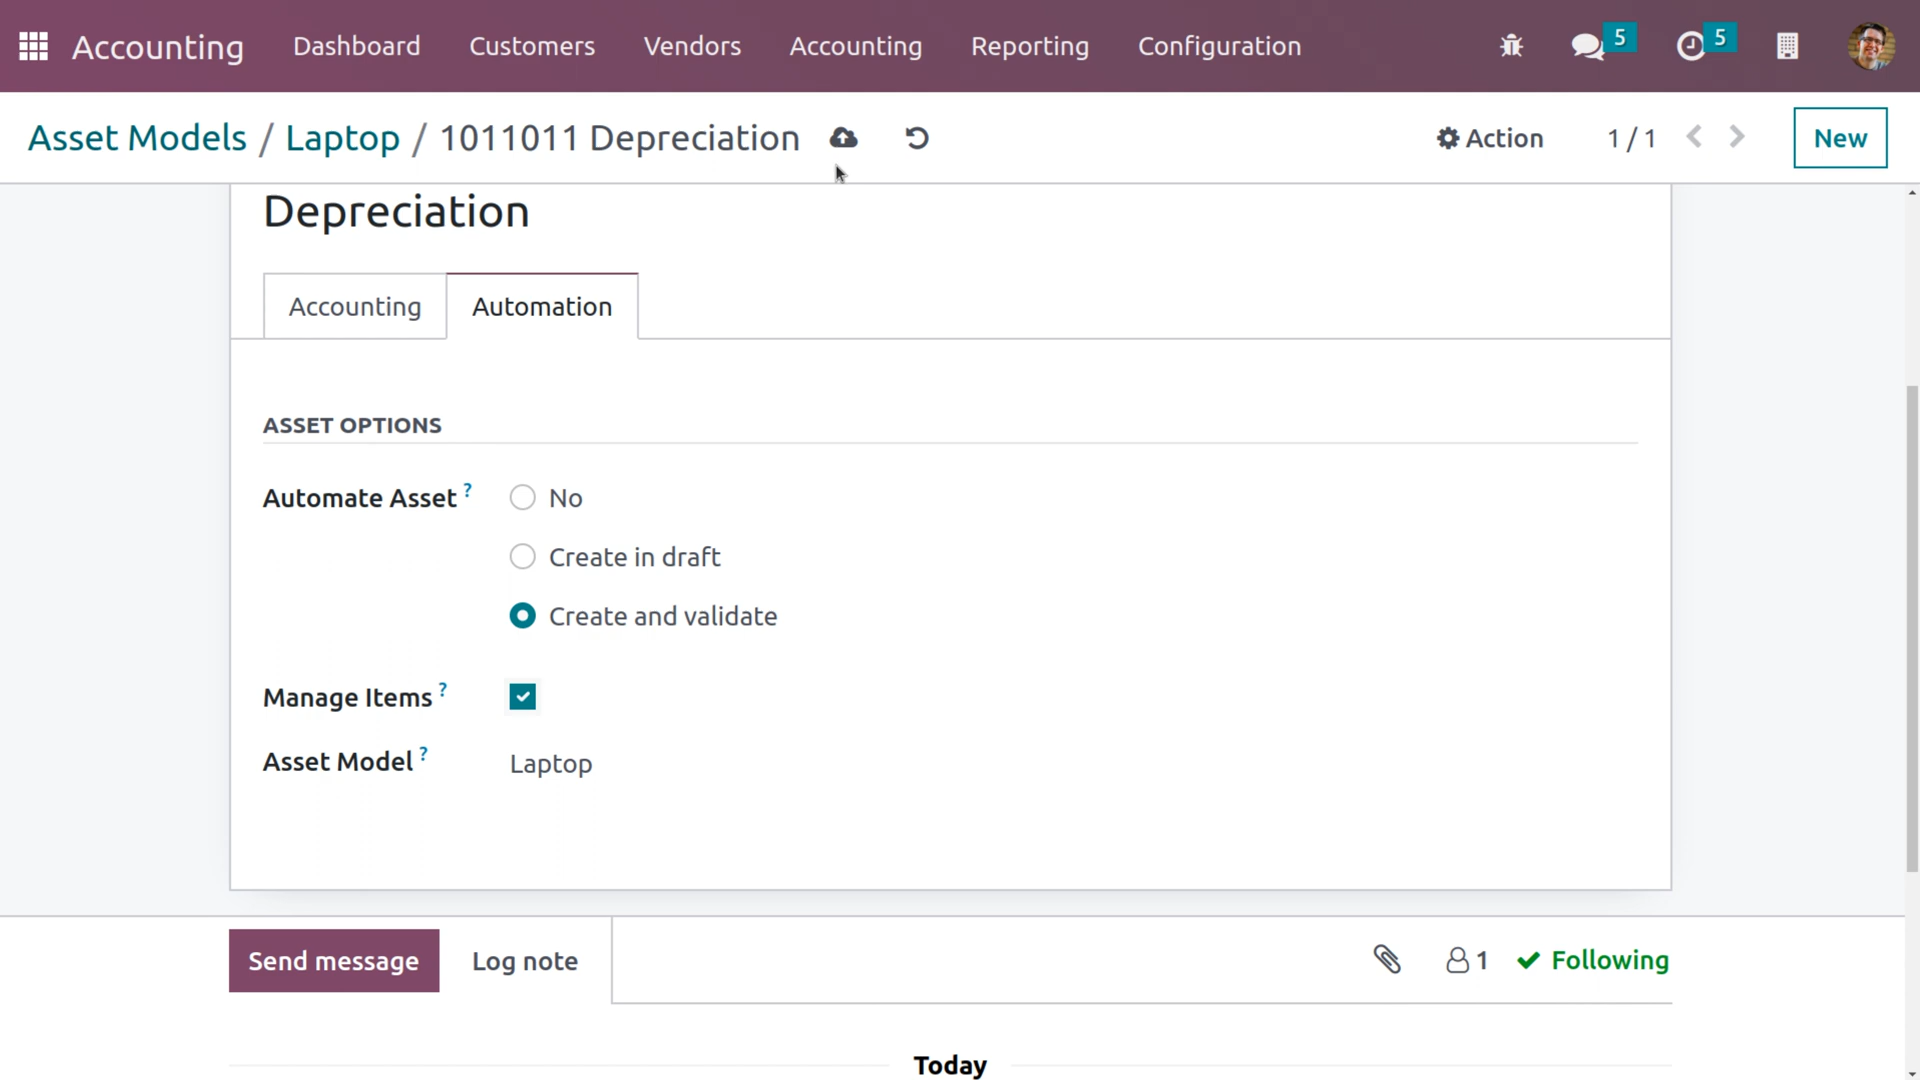 Accounting Dashboard Customers Vendors Accounting Reporting Configuration 5 5
Asset Models / Laptop / 1011011 Depreciation Action 1 / 1 New
Depreciation
Accounting Automation
ASSET OPTIONS
Automate Asset ? No
Create in draft
Create and validate
Manage Items ?
Asset Model ? Laptop
Send message Log note 1 Following
Today